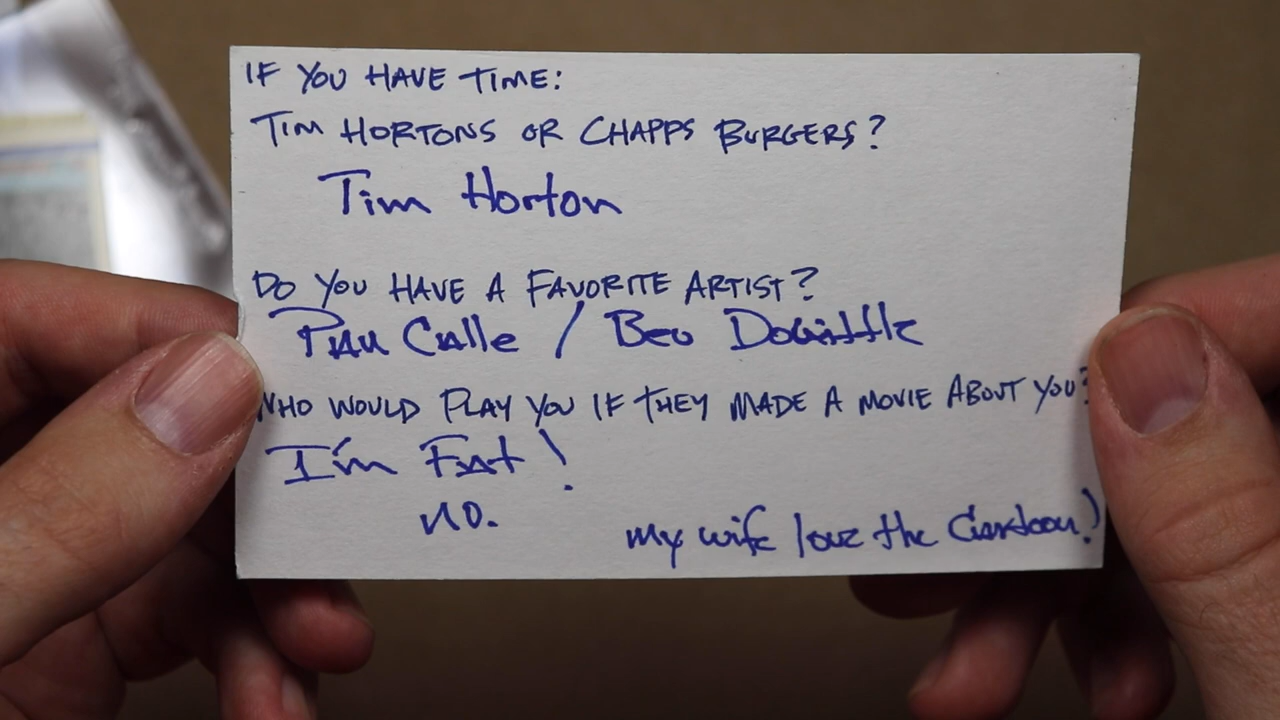 IF YOU HAVE TIME:
TIM HORTONS OR CHAPPS BURGERS?
Tim Horton
DO YOU HAVE A FAVORITE ARTIST?
Paul Calle / Bev Doolittle
WHO WOULD PLAY YOU IF THEY MADE A MOVIE ABOUT YOU?
I'm Fat!
no.
my wife love the Cartoon!